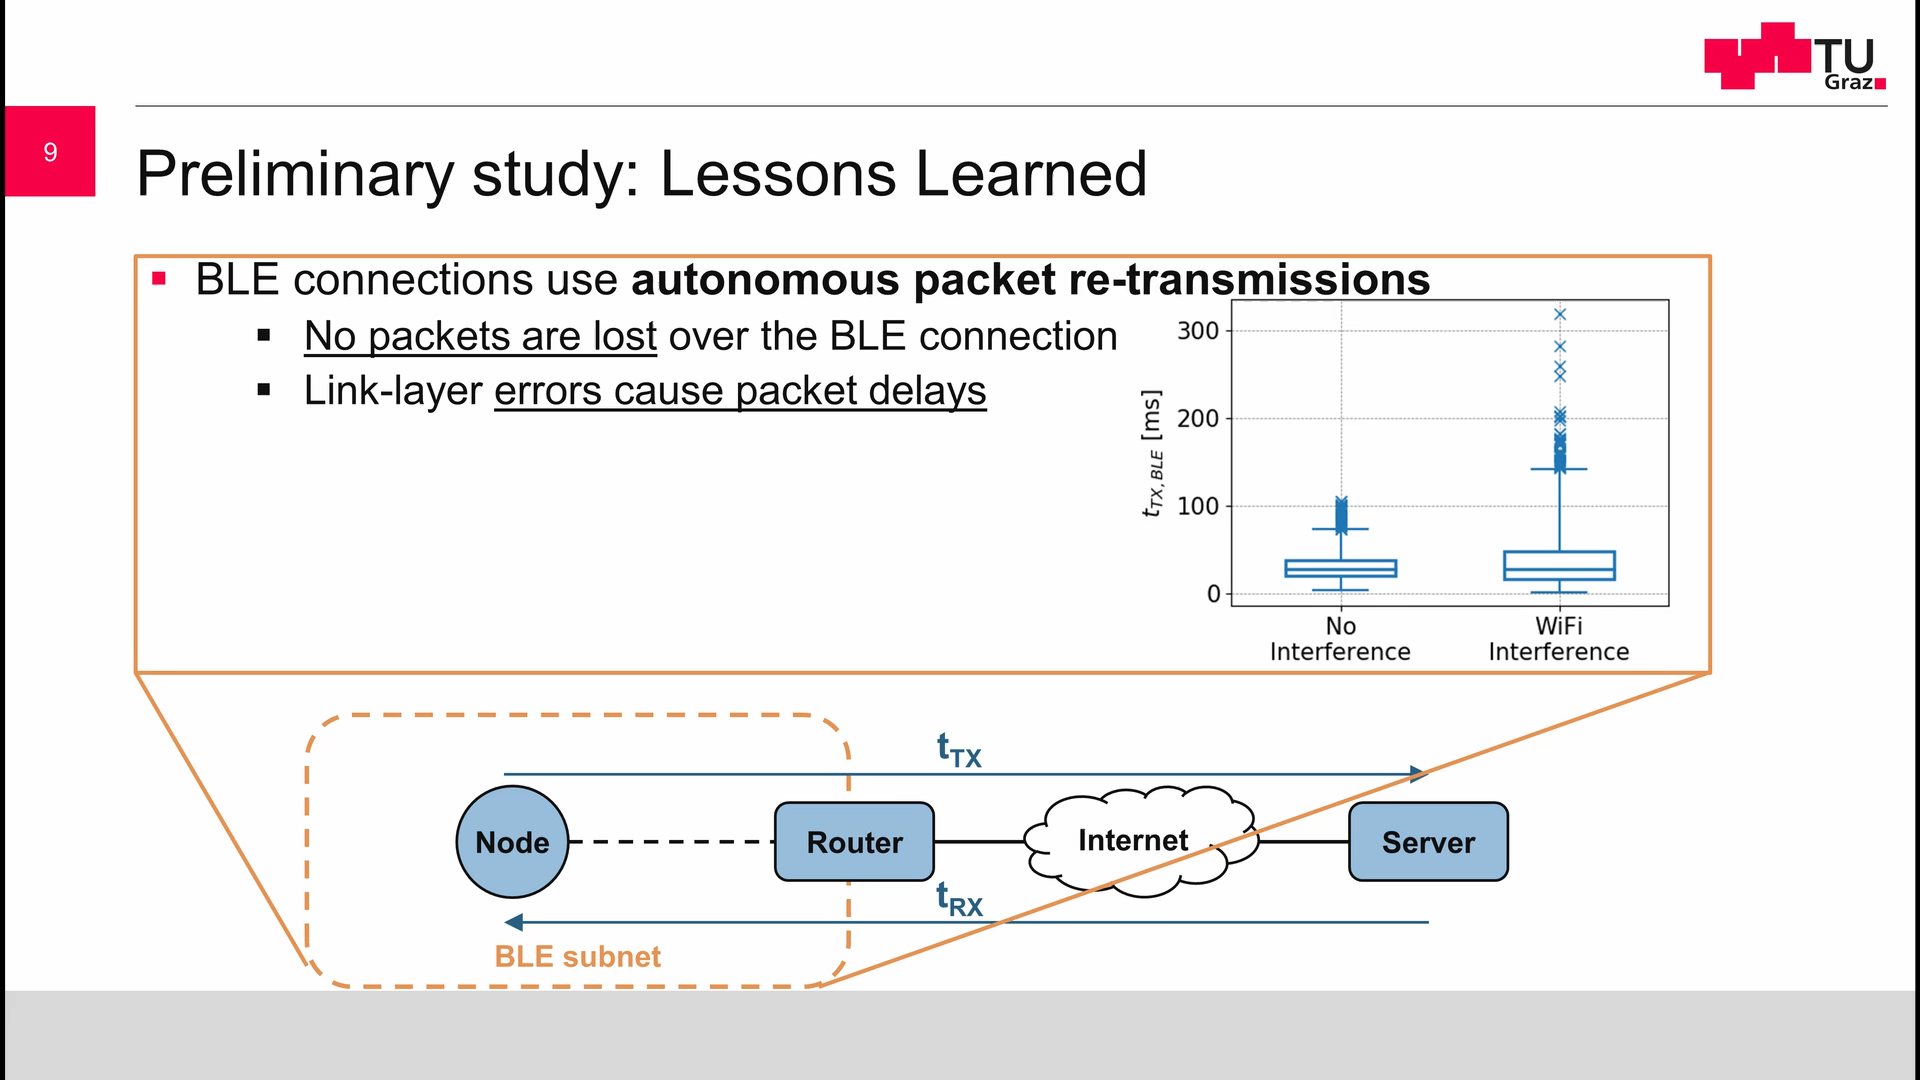 TU
Graz
9
Preliminary study: Lessons Learned
BLE connections use autonomous packet re-transmissions
No packets are lost over the BLE connection
Link-layer errors cause packet delays
tTX,BLE [ms]
300
200
100
0
No
Interference
WiFi
Interference
tTX
Node
Router
Internet
Server
tRX
BLE subnet